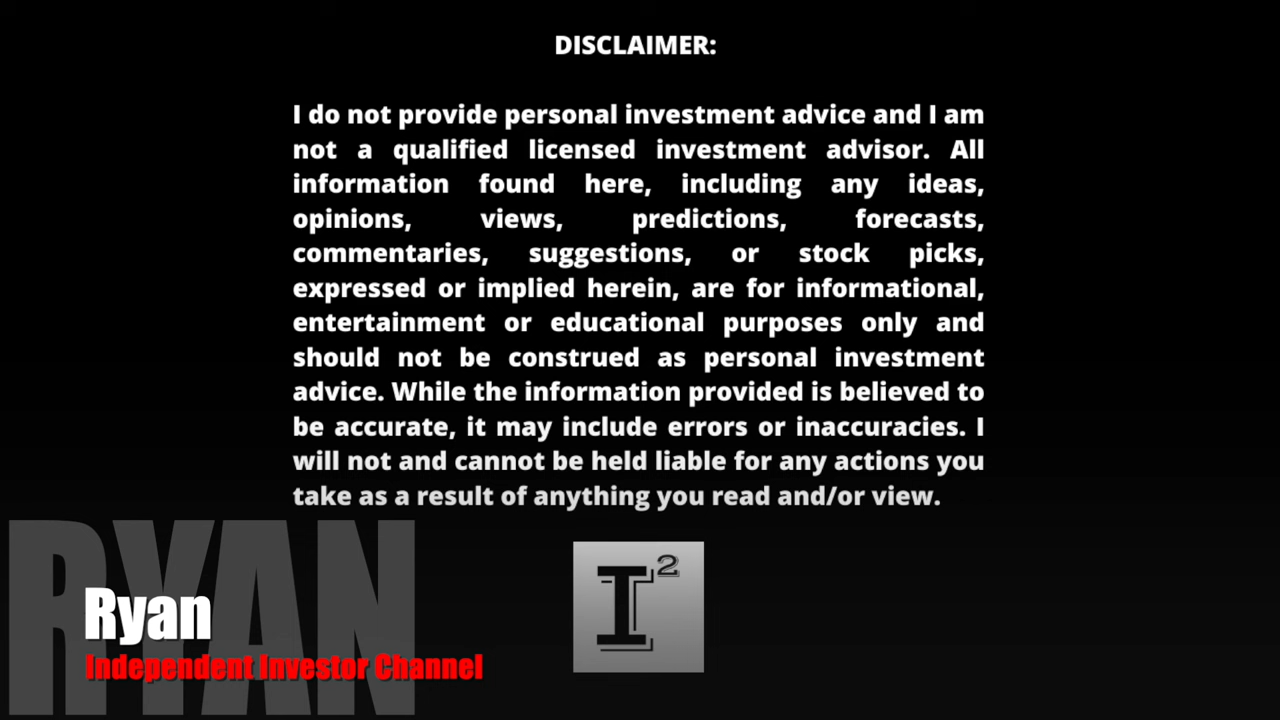 DISCLAIMER:
I do not provide personal investment advice and I am
not a qualified licensed investment advisor. All
information found here, including any ideas,
opinions, views, predictions, forecasts,
commentaries, suggestions, or stock picks,
expressed or implied herein, are for informational,
entertainment or educational purposes only and
should not be construed as personal investment
advice. While the information provided is believed to
be accurate, it may include errors or inaccuracies. I
will not and cannot be held liable for any actions you
take as a result of anything you read and/or view.
RYAN
Ryan
Independent Investor Channel
I²